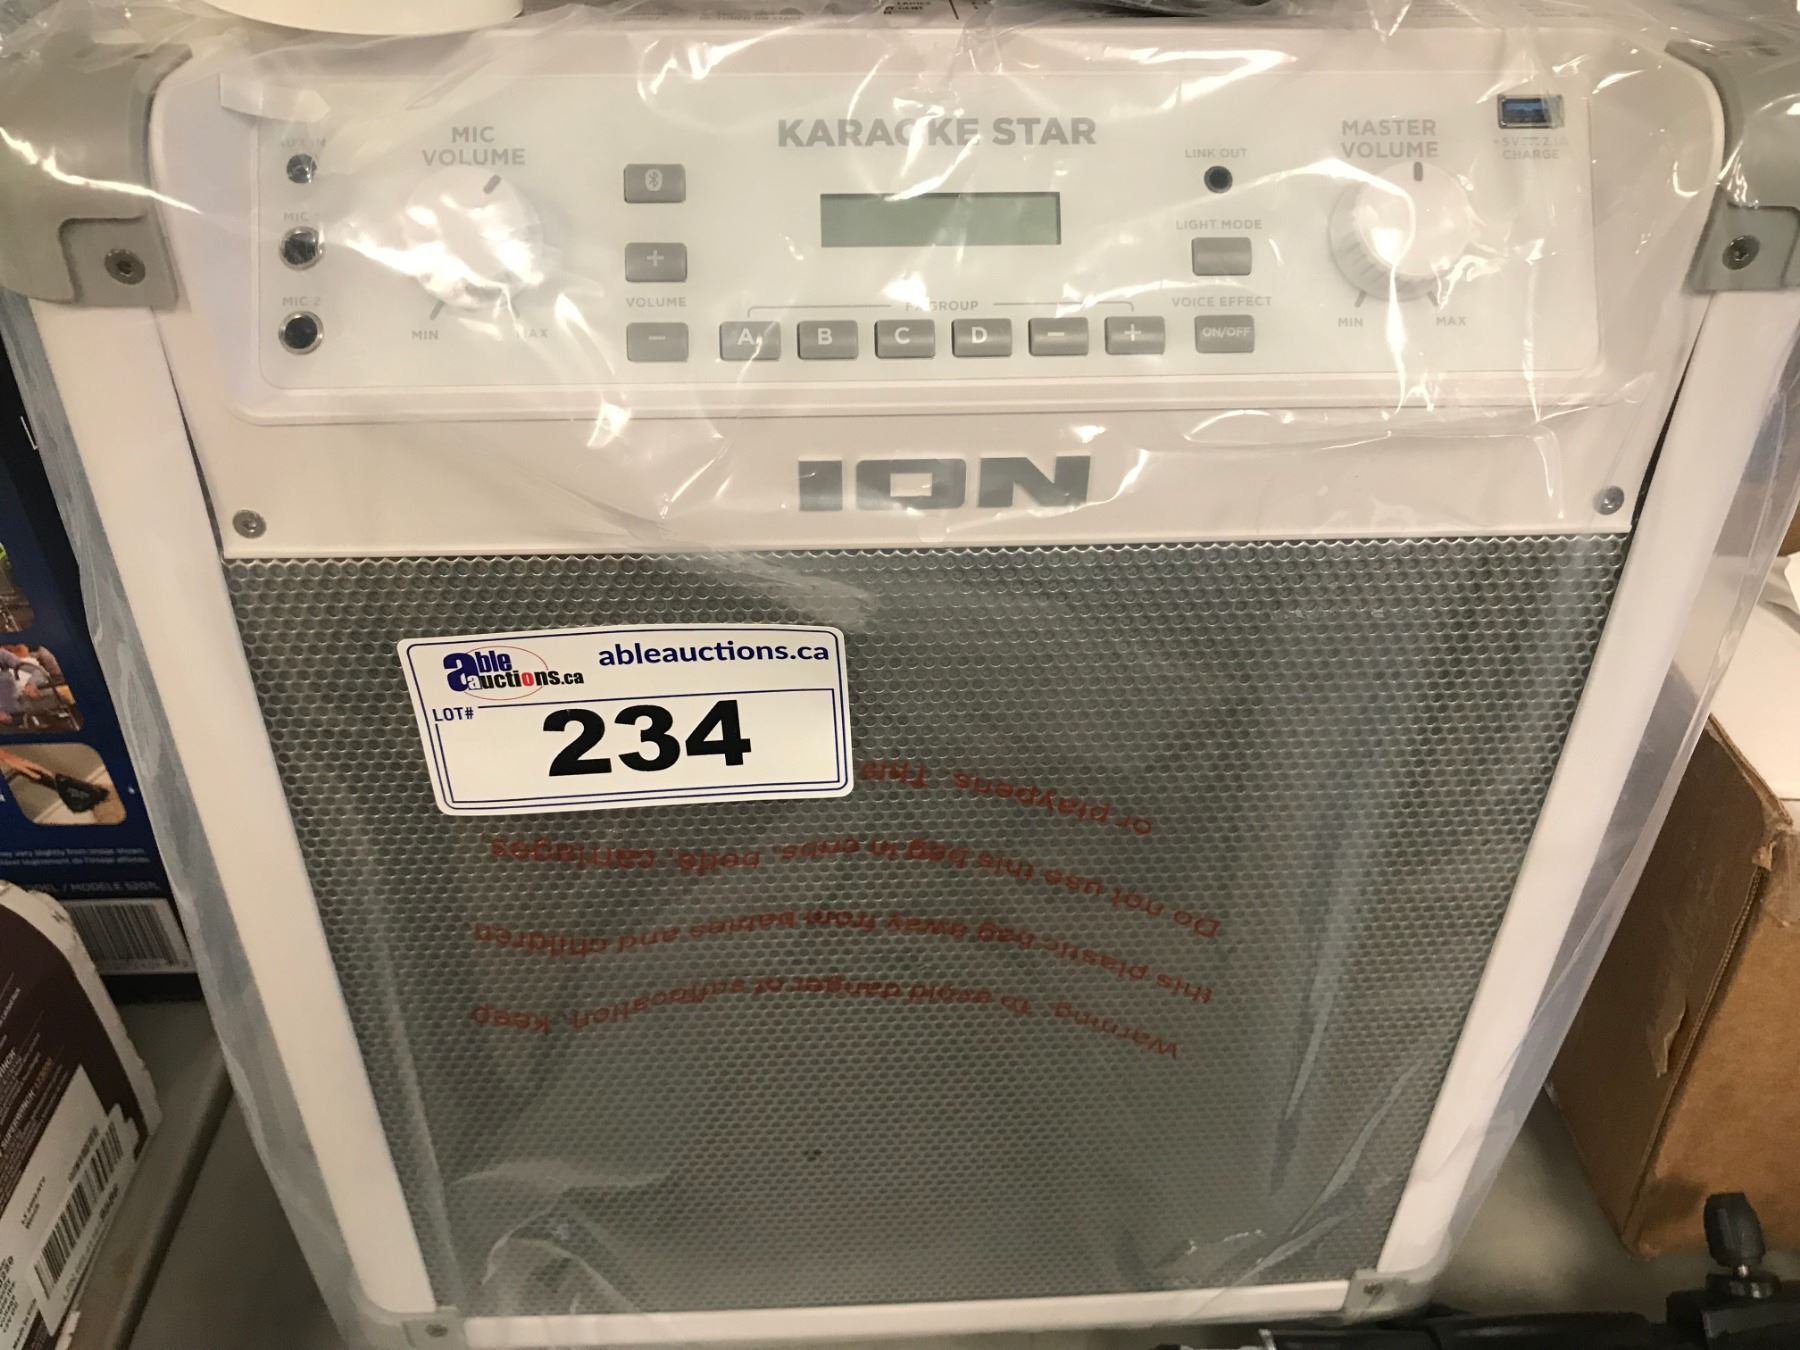 KARAOKE STAR
MIC
VOLUME
MIN
MAX
MIC
MIC 2
VOLUME
+
−
LINK OUT
LIGHT MODE
VOICE EFFECT
ON/OFF
GROUP
A B C D − +
MASTER
VOLUME
MIN
MAX
CHARGE
ION
able auctions.ca
ableauctions.ca
LOT#
234
Warning, to avoid danger of suffocation, keep
this plastic bag away from babies and children.
Do not use this bag in cribs, beds, carriages,
or playpens. This
MODÈLE 5207L